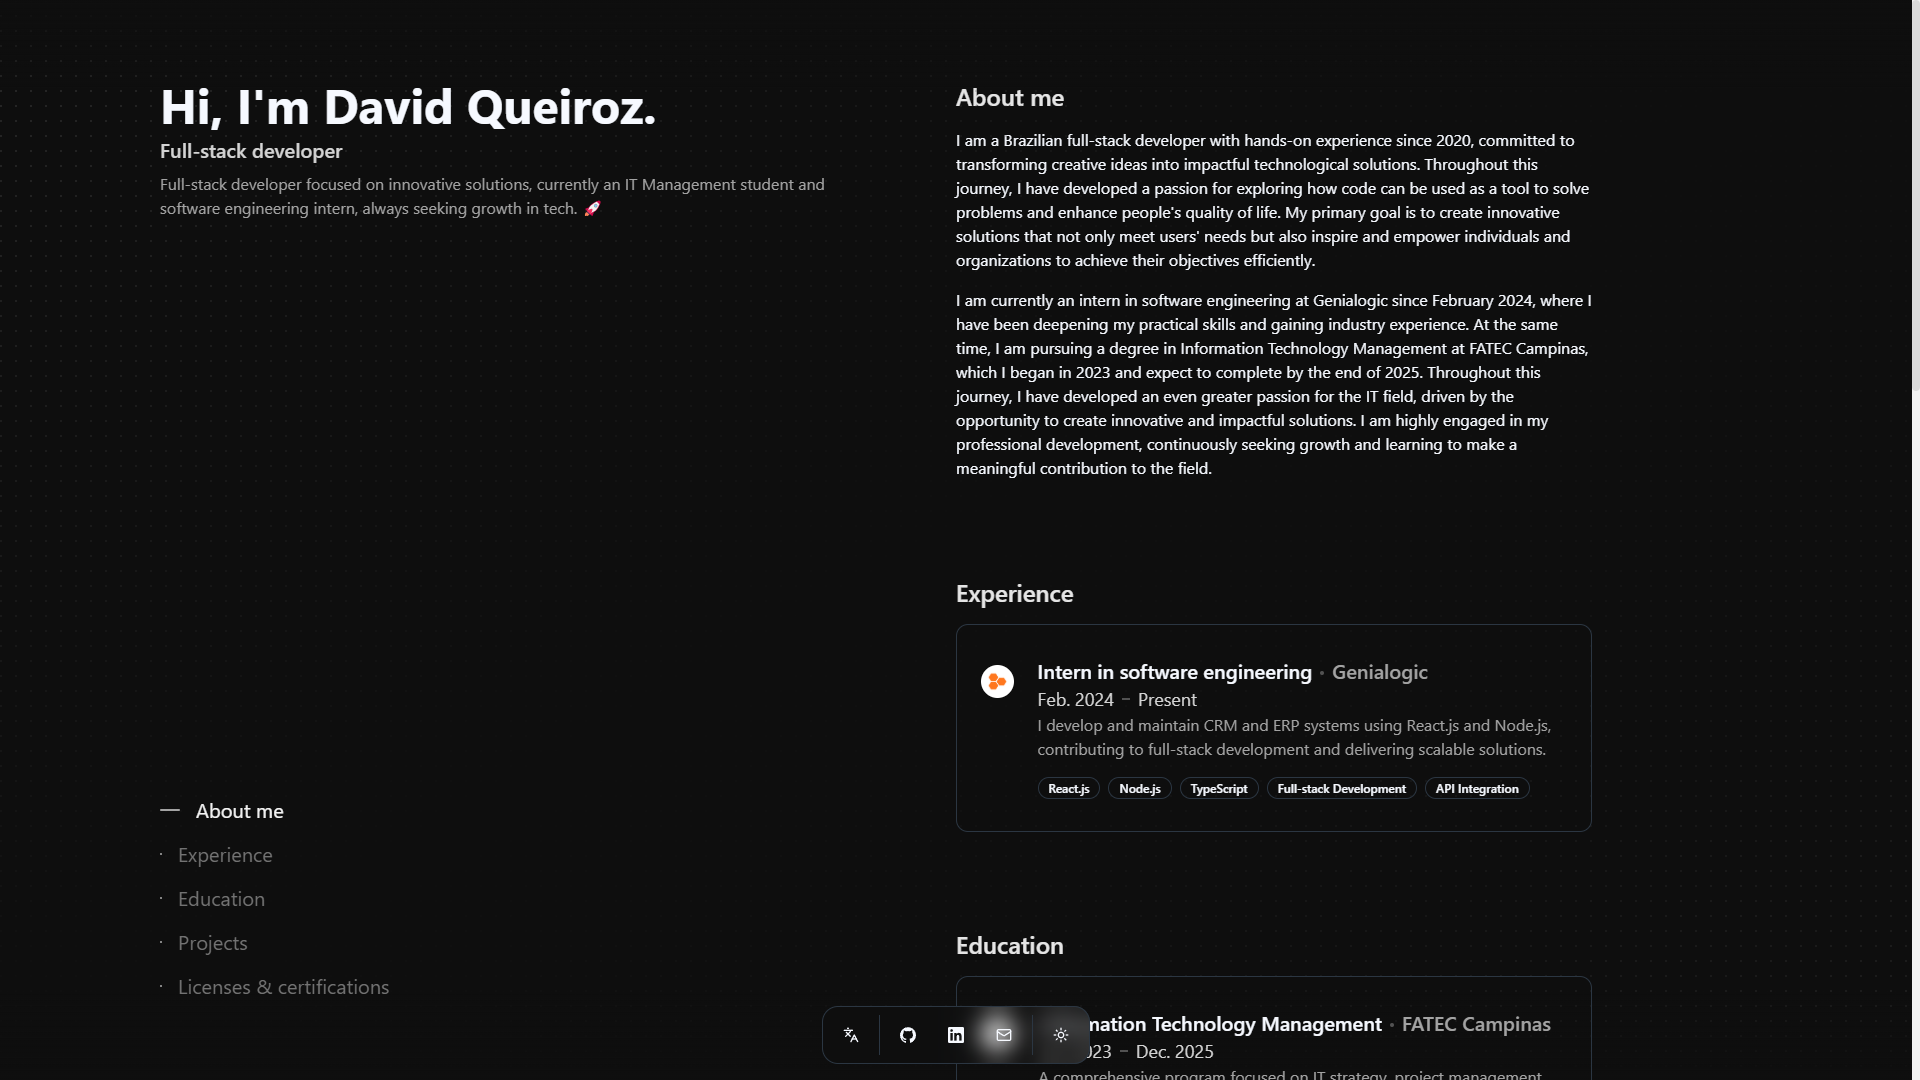 Hi, I'm David Queiroz.
Full-stack developer
Full-stack developer focused on innovative solutions, currently an IT Management student and
software engineering intern, always seeking growth in tech. 🚀
About me
Experience
Education
Projects
Licenses & certifications
About me
I am a Brazilian full-stack developer with hands-on experience since 2020, committed to
transforming creative ideas into impactful technological solutions. Throughout this
journey, I have developed a passion for exploring how code can be used as a tool to solve
problems and enhance people's quality of life. My primary goal is to create innovative
solutions that not only meet users' needs but also inspire and empower individuals and
organizations to achieve their objectives efficiently.
I am currently an intern in software engineering at Genialogic since February 2024, where I
have been deepening my practical skills and gaining industry experience. At the same
time, I am pursuing a degree in Information Technology Management at FATEC Campinas,
which I began in 2023 and expect to complete by the end of 2025. Throughout this
journey, I have developed an even greater passion for the IT field, driven by the
opportunity to create innovative and impactful solutions. I am highly engaged in my
professional development, continuously seeking growth and learning to make a
meaningful contribution to the field.
Experience
Intern in software engineering · Genialogic
Feb. 2024 – Present
I develop and maintain CRM and ERP systems using React.js and Node.js,
contributing to full-stack development and delivering scalable solutions.
React.js Node.js TypeScript Full-stack Development API Integration
Education
mation Technology Management · FATEC Campinas
023 – Dec. 2025
A comprehensive program focused on IT strategy, project management,